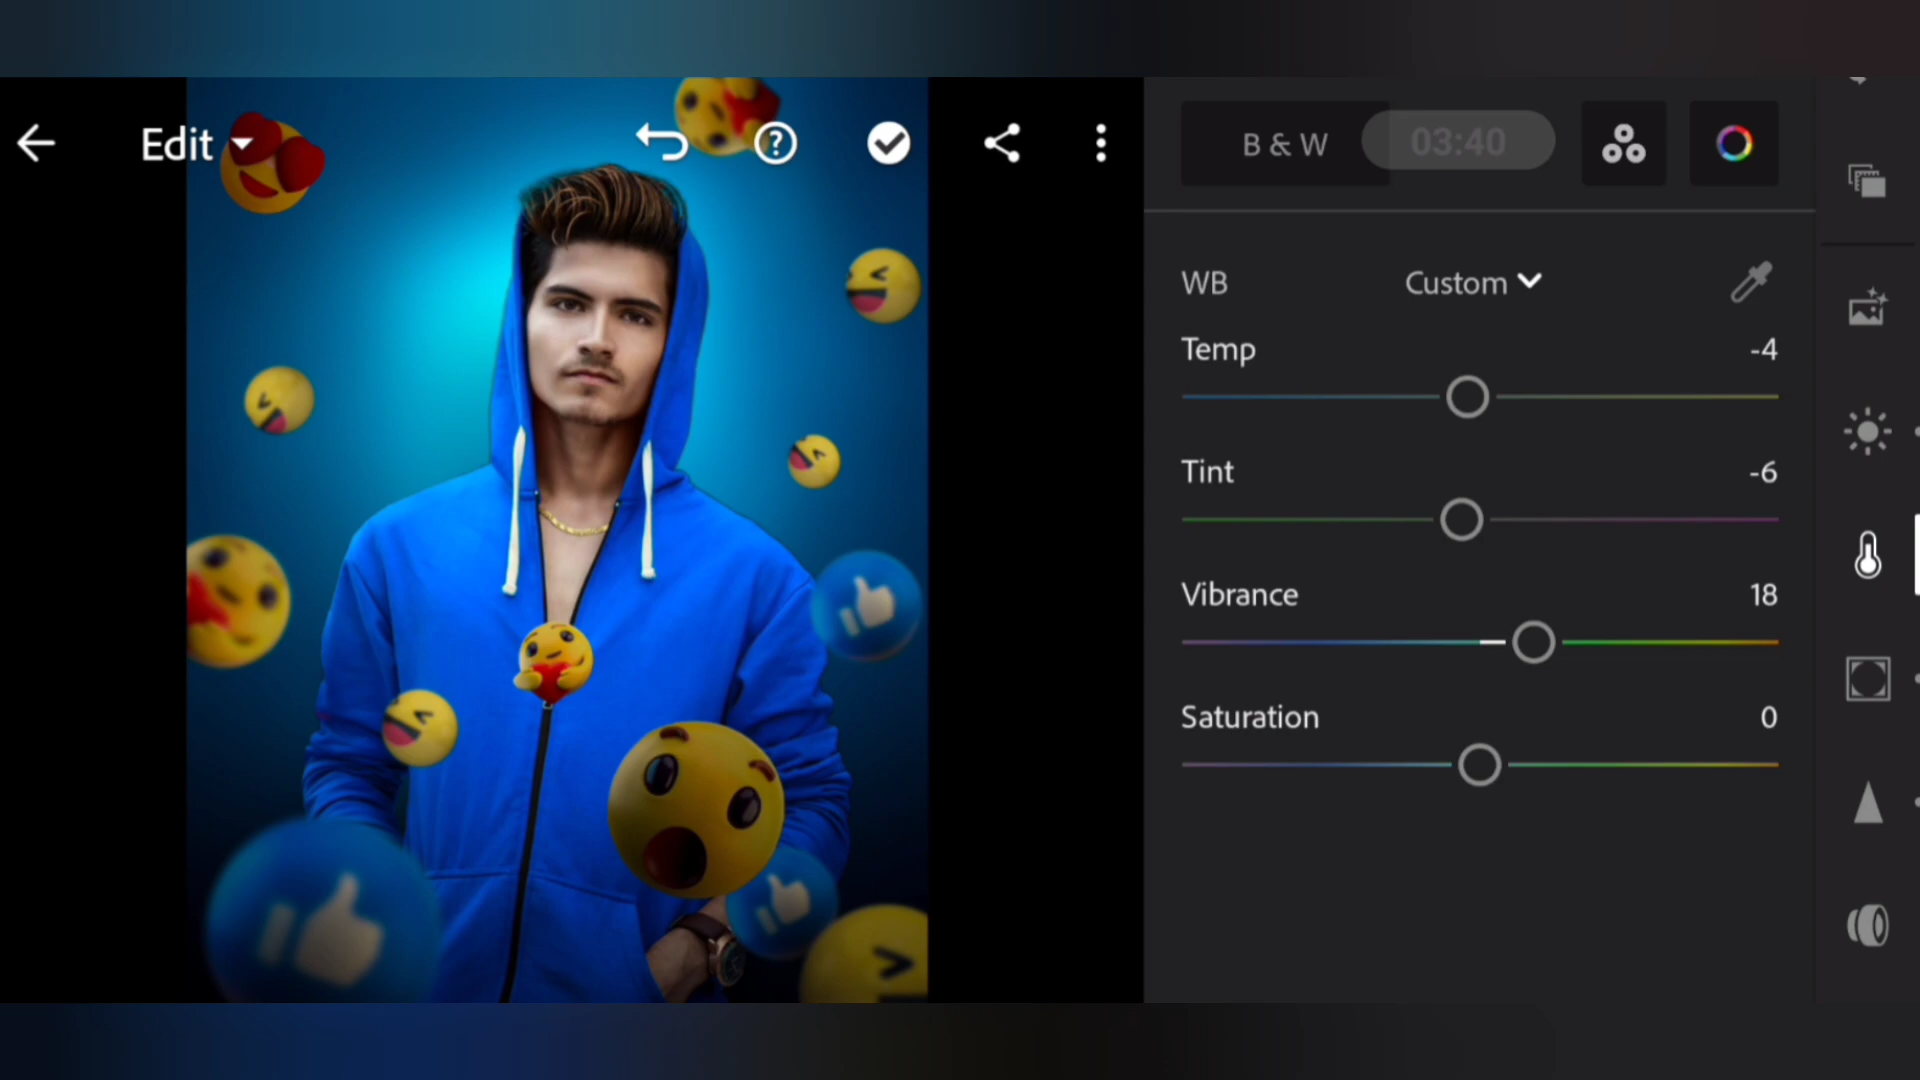 Edit
B & W
03:40
WB
Custom
Temp
-4
Tint
-6
Vibrance
18
Saturation
0